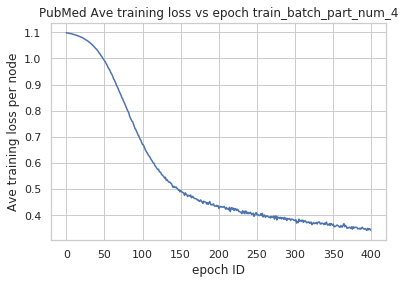 PubMed Ave training loss vs epoch train_batch_part_num_4
Ave training loss per node
1.1
1.0
0.9
0.8
0.7
0.6
0.5
0.4
0 50 100 150 200 250 300 350 400
epoch ID